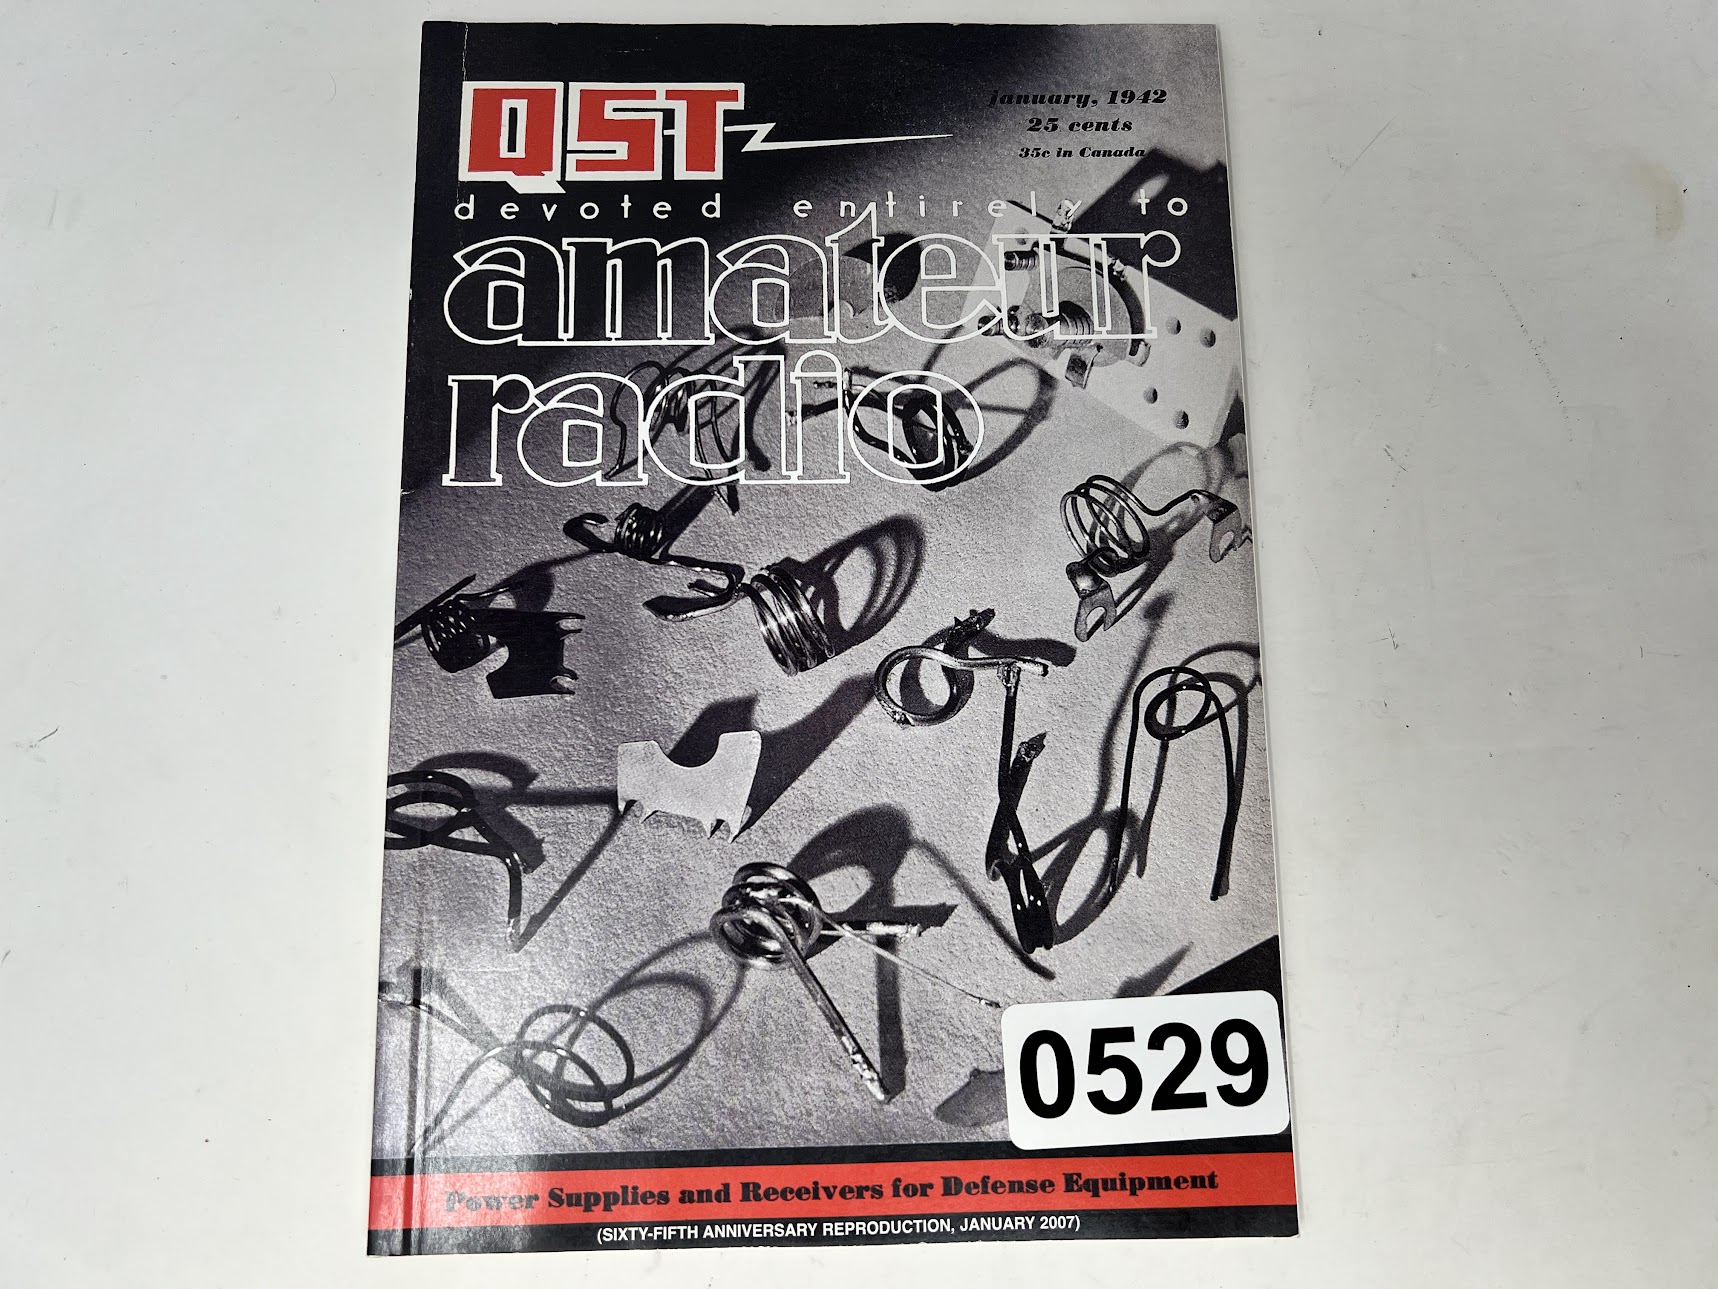 QST
january, 1942
25 cents
35c in Canada
devoted entirely to
amateur
radio
0529
Power Supplies and Receivers for Defense Equipment
(SIXTY-FIFTH ANNIVERSARY REPRODUCTION, JANUARY 2007)